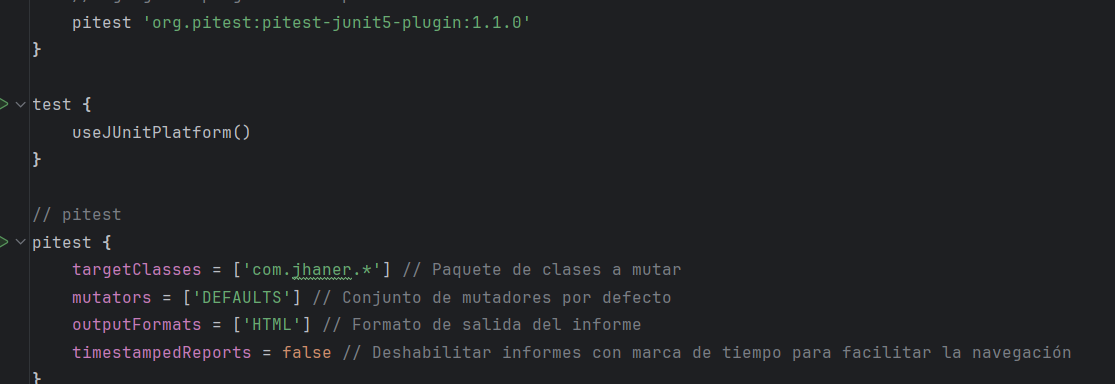 pitest 'org.pitest:pitest-junit5-plugin:1.1.0'
}
test {
useJUnitPlatform()
}
// pitest
pitest {
targetClasses = ['com.jhaner.*'] // Paquete de clases a mutar
mutators = ['DEFAULTS'] // Conjunto de mutadores por defecto
outputFormats = ['HTML'] // Formato de salida del informe
timestampedReports = false // Deshabilitar informes con marca de tiempo para facilitar la navegación
}